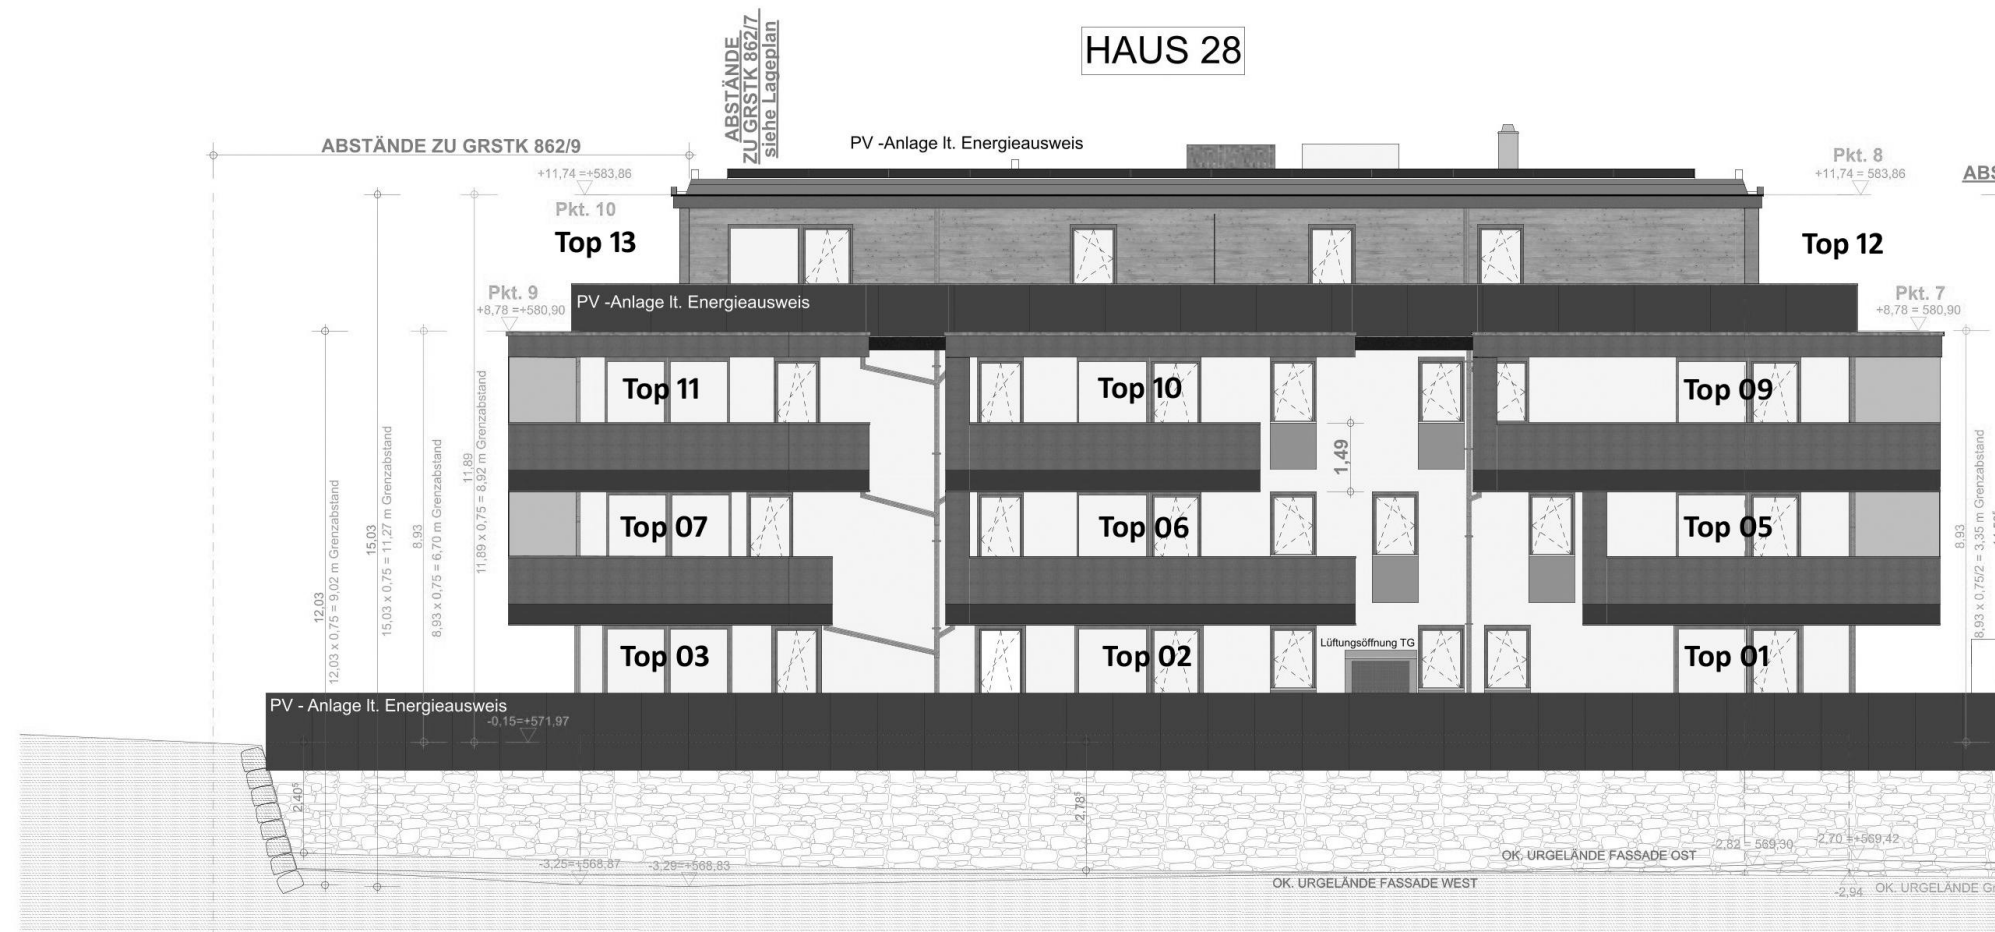 HAUS 28
ABSTÄNDE
ZU GRSTK 862/7
siehe Lageplan
ABSTÄNDE ZU GRSTK 862/9
PV -Anlage lt. Energieausweis
+11,74 =+583,86
Pkt. 10
Top 13
Pkt. 8
+11,74 = 583,86
Top 12
Pkt. 9
+8,78 =+580,90
PV -Anlage lt. Energieausweis
Pkt. 7
+8,78 = 580,90
Top 11
Top 10
Top 09
1,49
Top 07
Top 06
Top 05
12,03
12,03 x 0,75 = 9,02 m Grenzabstand
15,03
15,03 x 0,75 = 11,27 m Grenzabstand
8,93
8,93 x 0,75 = 6,70 m Grenzabstand
11,89
11,89 x 0,75 = 8,92 m Grenzabstand
8,93
8,93 x 0,75/2 = 3,35 m Grenzabstand
Lüftungsöffnung TG
Top 03
Top 02
Top 01
PV - Anlage lt. Energieausweis
-0,15=+571,97
2,40⁵
2,78⁵
-3,25=+568,87
-3,29=+568,83
-2,82 = 569,30
-2,70 =+569,42
OK. URGELÄNDE FASSADE OST
OK. URGELÄNDE FASSADE WEST
-2,94
OK. URGELÄNDE